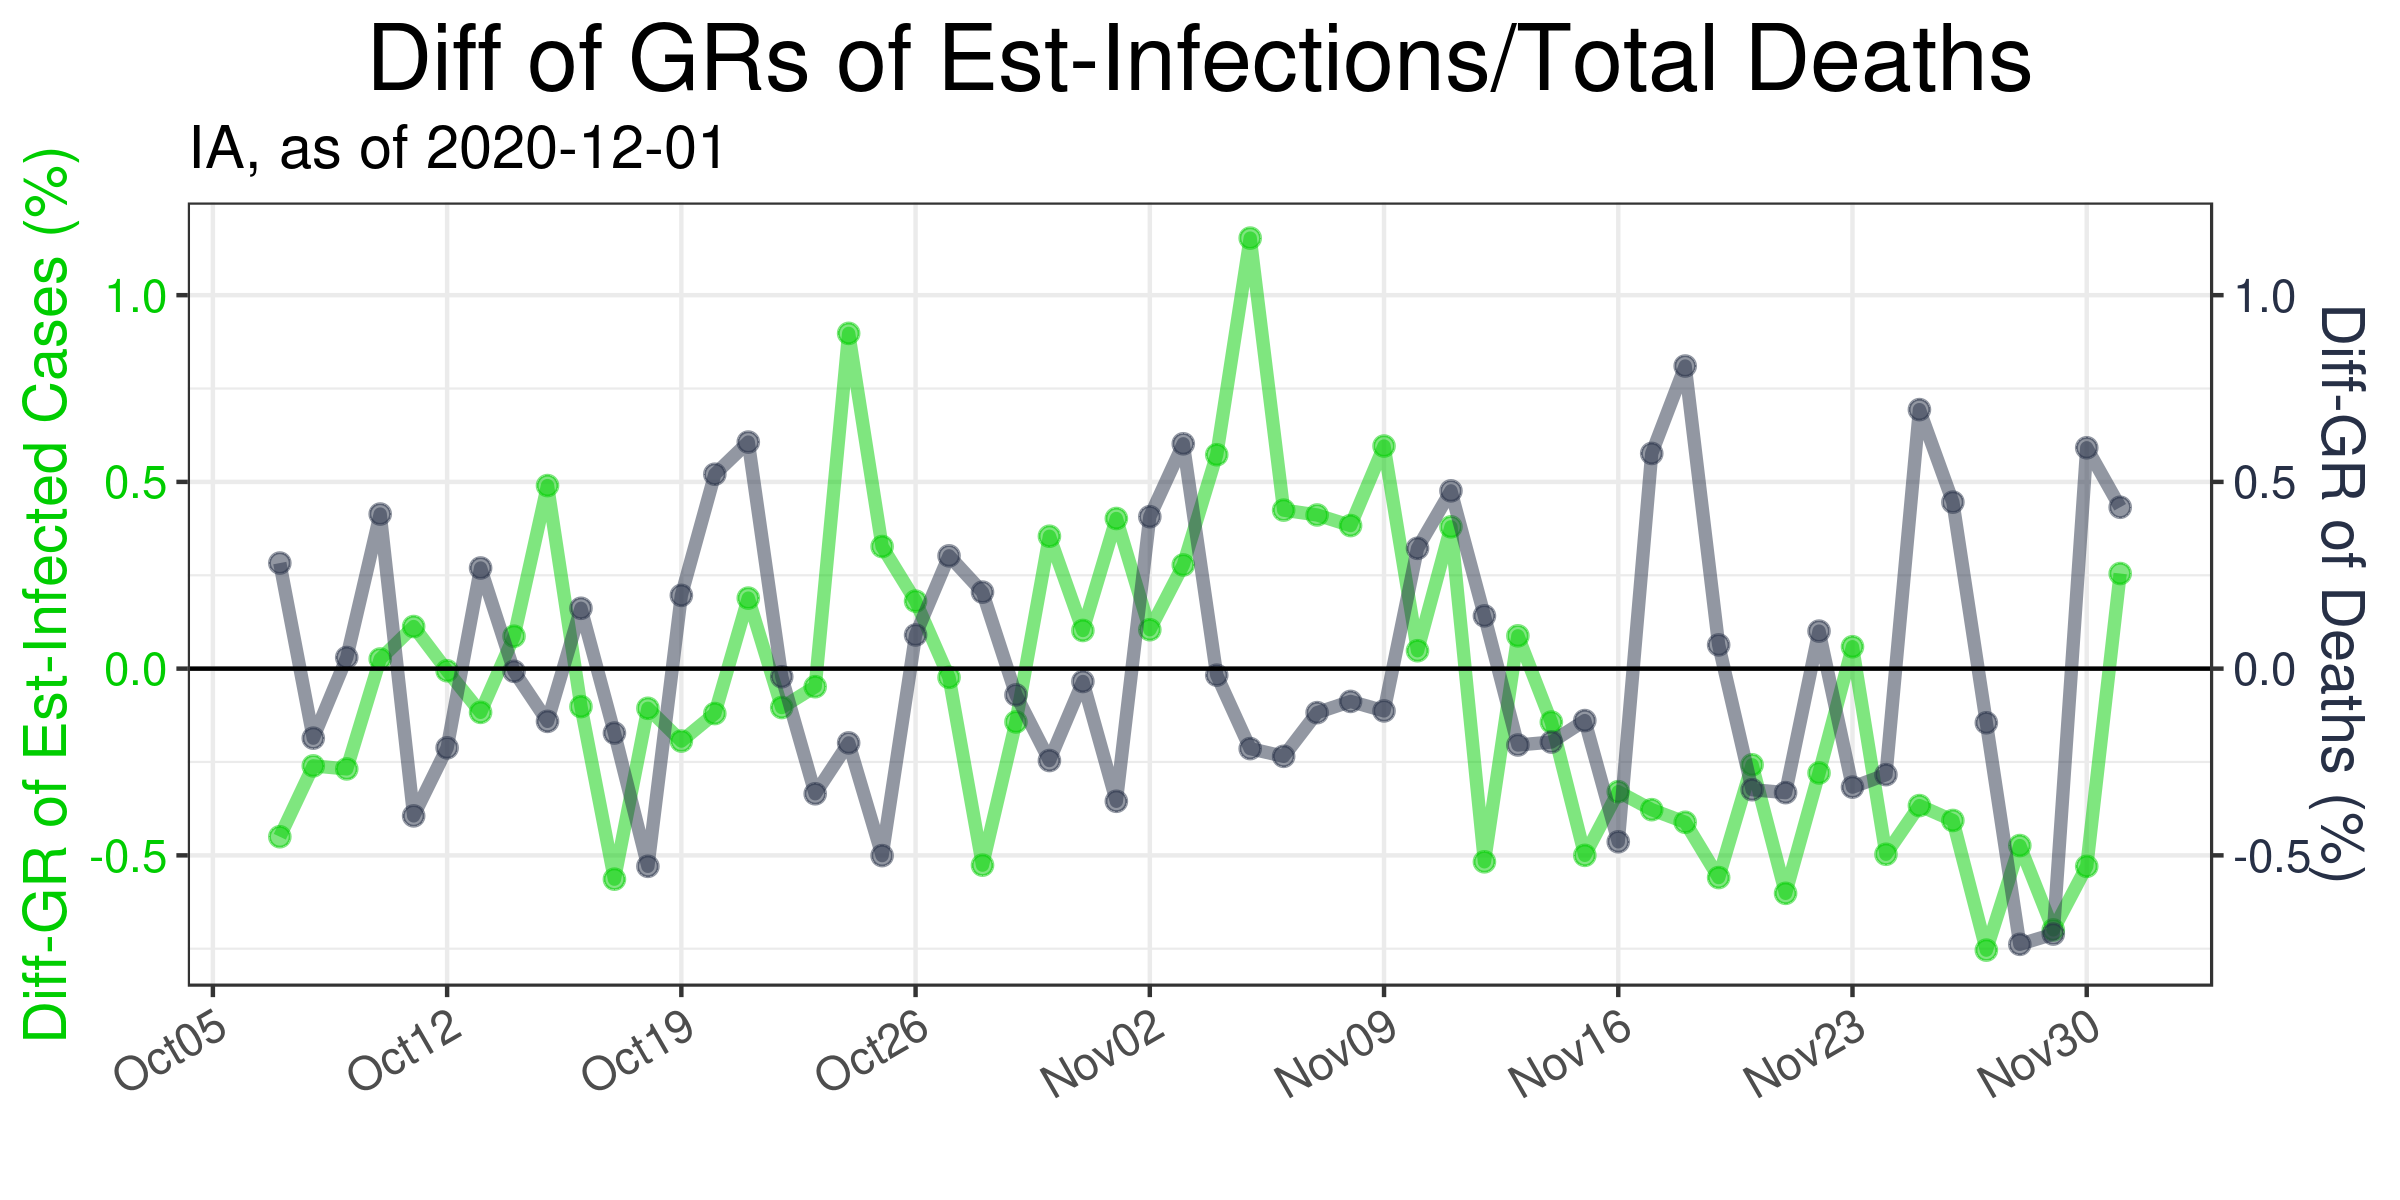 Diff of GRs of Est-Infections/Total Deaths
IA, as of 2020-12-01
Diff-GR of Est-Infected Cases (%)
1.0
0.5
0.0
-0.5
1.0
0.5
0.0
-0.5
Diff-GR of Deaths (%)
Oct05
Oct12
Oct19
Oct26
Nov02
Nov09
Nov16
Nov23
Nov30